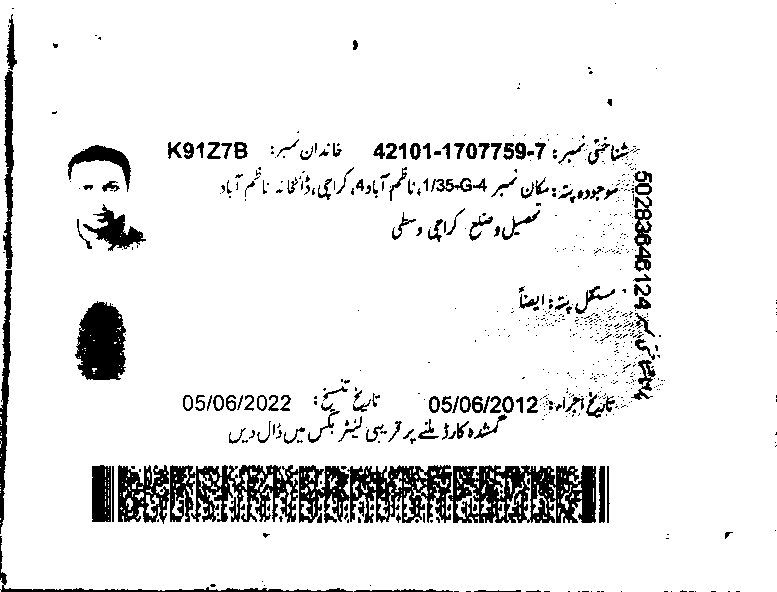 شناختی نمبر: 42101-1707759-7 خاندان نمبر: K91Z7B
موجودہ پتہ: مکان نمبر 1/35-G-4، ناظم آباد 4، کراچی، ڈاکخانہ ناظم آباد
تحصیل و ضلع کراچی وسطی
مستقل پتہ: ایضاً
تاریخ اجراء: 05/06/2012 تاریخ تنسیخ: 05/06/2022
گمشدہ کارڈ ملنے پر قریبی لیٹر بکس میں ڈال دیں